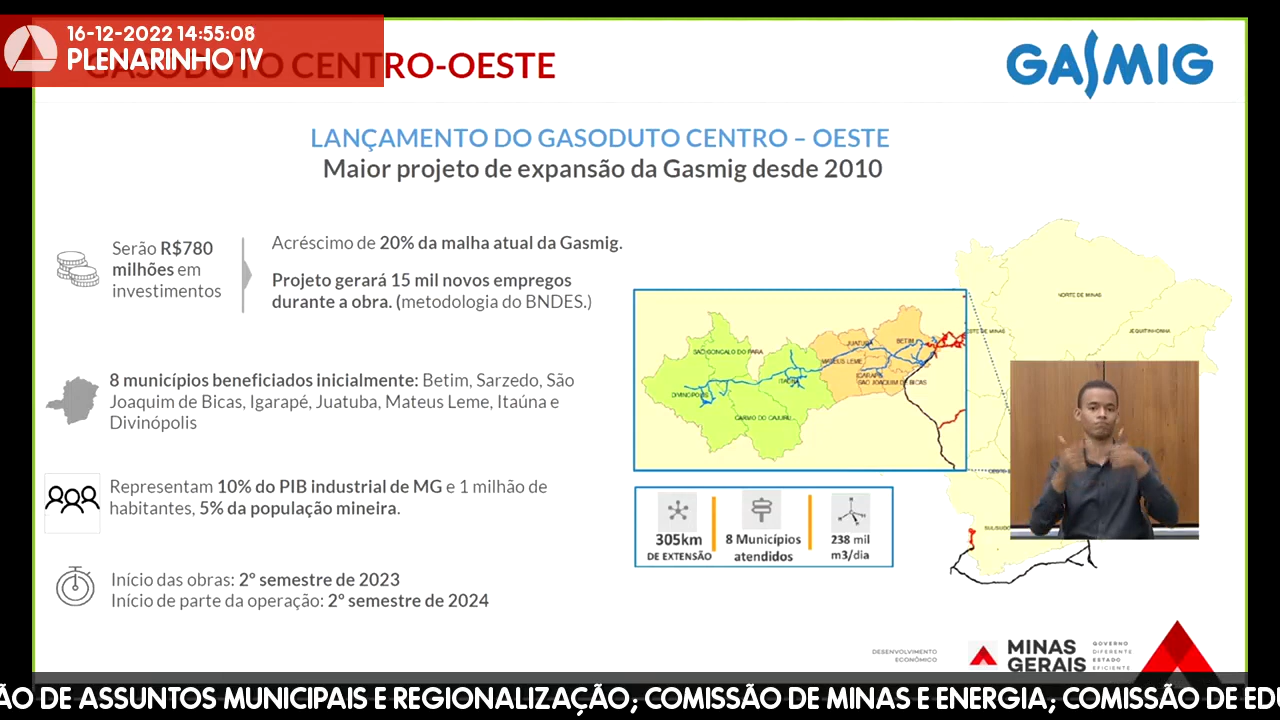 16-12-2022 14:55:08
PLENARINHO IV
GASODUTO CENTRO-OESTE
GASMIG
LANÇAMENTO DO GASODUTO CENTRO – OESTE
Maior projeto de expansão da Gasmig desde 2010
Serão R$780
milhões em
investimentos
Acréscimo de 20% da malha atual da Gasmig.
Projeto gerará 15 mil novos empregos
durante a obra. (metodologia do BNDES.)
8 municípios beneficiados inicialmente: Betim, Sarzedo, São
Joaquim de Bicas, Igarapé, Juatuba, Mateus Leme, Itaúna e
Divinópolis
Representam 10% do PIB industrial de MG e 1 milhão de
habitantes, 5% da população mineira.
Início das obras: 2º semestre de 2023
Início de parte da operação: 2º semestre de 2024
NORTE DE MINAS
JEQUITINHONHA
SÃO GONÇALO DO PARÁ
JUATUBA
BETIM
MATEUS LEME
IGARAPÉ
SÃO JOAQUIM DE BICAS
DIVINÓPOLIS
CARMO DO CAJURU
305km
DE EXTENSÃO
8 Municípios
atendidos
238 mil
m3/dia
DESENVOLVIMENTO
ECONÔMICO
MINAS
GERAIS
GOVERNO
DIFERENTE
ESTADO
EFICIENTE
ÃO DE ASSUNTOS MUNICIPAIS E REGIONALIZAÇÃO; COMISSÃO DE MINAS E ENERGIA; COMISSÃO DE ED